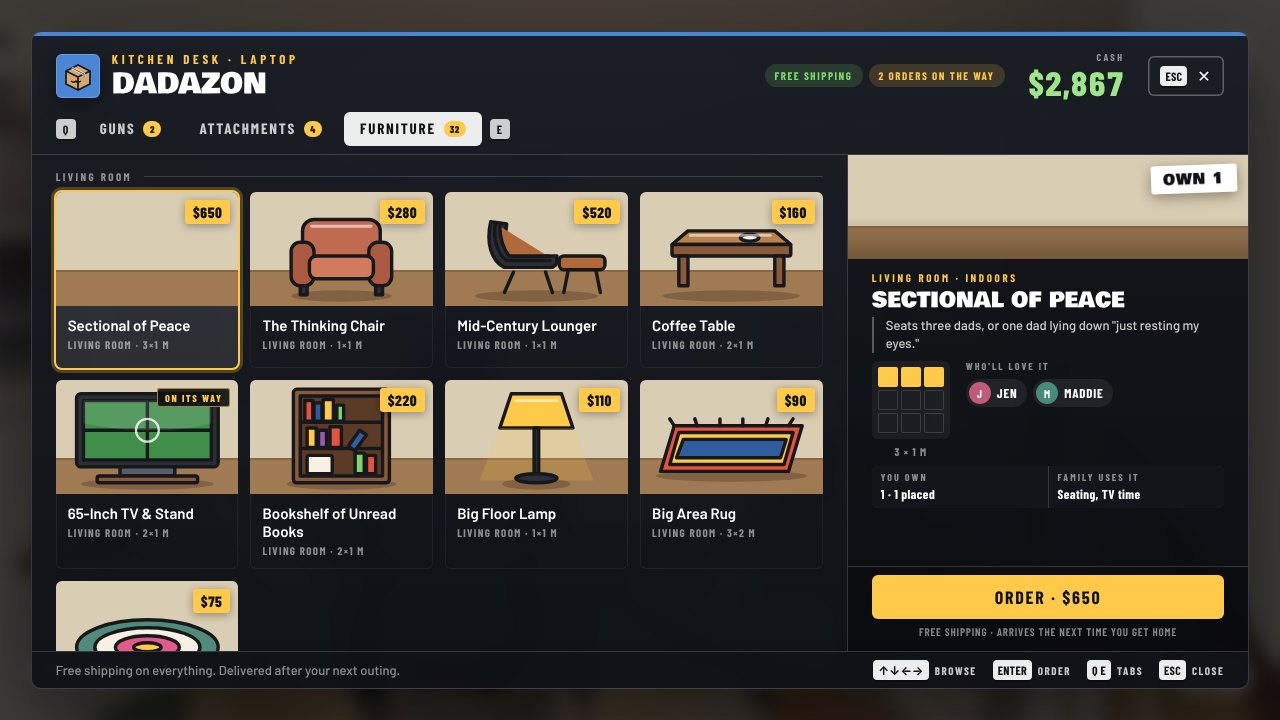 KITCHEN DESK · LAPTOP
DADAZON
FREE SHIPPING
2 ORDERS ON THE WAY
CASH
$2,867
ESC ✕
Q
GUNS 2
ATTACHMENTS 4
FURNITURE 32
E
LIVING ROOM
$650
Sectional of Peace
LIVING ROOM · 3×1 M
$280
The Thinking Chair
LIVING ROOM · 1×1 M
$520
Mid-Century Lounger
LIVING ROOM · 1×1 M
$160
Coffee Table
LIVING ROOM · 2×1 M
ON ITS WAY
65-Inch TV & Stand
LIVING ROOM · 2×1 M
$220
Bookshelf of Unread
Books
LIVING ROOM · 2×1 M
$110
Big Floor Lamp
LIVING ROOM · 1×1 M
$90
Big Area Rug
LIVING ROOM · 3×2 M
$75
OWN 1
LIVING ROOM · INDOORS
SECTIONAL OF PEACE
Seats three dads, or one dad lying down "just resting my
eyes."
3 × 1 M
WHO'LL LOVE IT
J JEN
M MADDIE
YOU OWN
1 · 1 placed
FAMILY USES IT
Seating, TV time
ORDER · $650
FREE SHIPPING · ARRIVES THE NEXT TIME YOU GET HOME
Free shipping on everything. Delivered after your next outing.
↑↓←→ BROWSE
ENTER ORDER
Q E TABS
ESC CLOSE